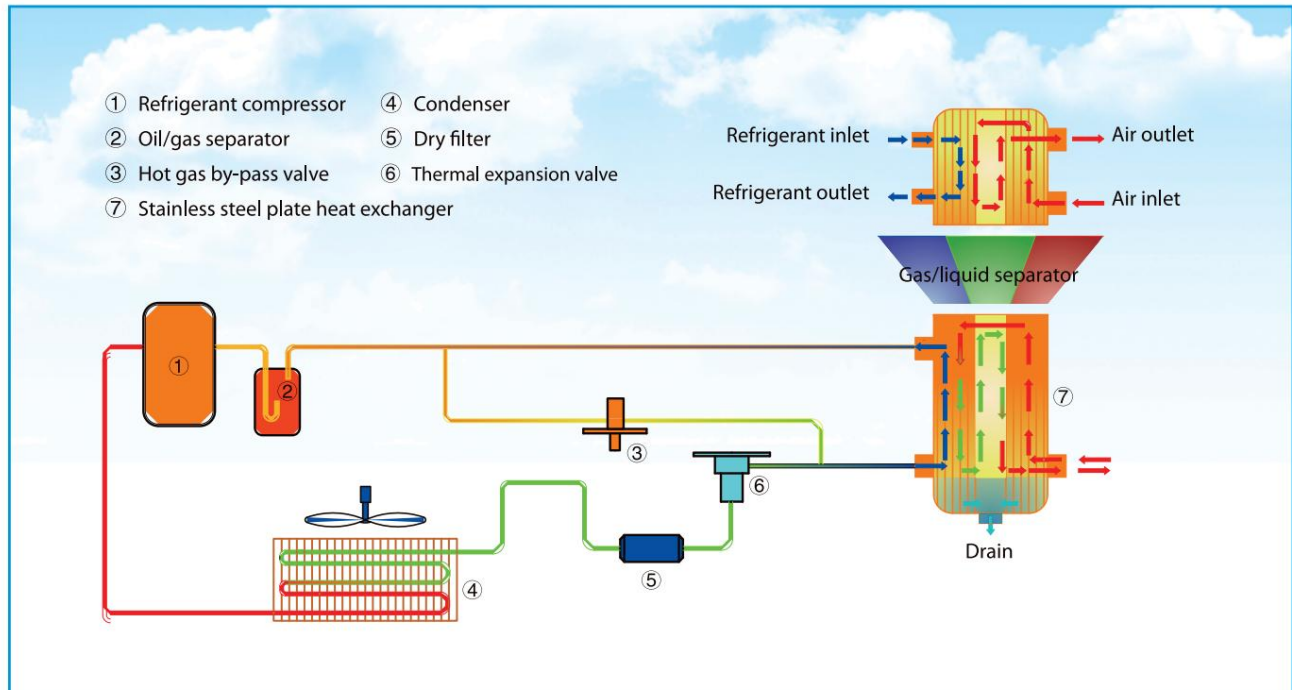 ① Refrigerant compressor
④ Condenser
② Oil/gas separator
⑤ Dry filter
③ Hot gas by-pass valve
⑥ Thermal expansion valve
⑦ Stainless steel plate heat exchanger
Refrigerant inlet
Air outlet
Refrigerant outlet
Air inlet
Gas/liquid separator
①
②
③
⑥
⑦
Drain
⑤
④